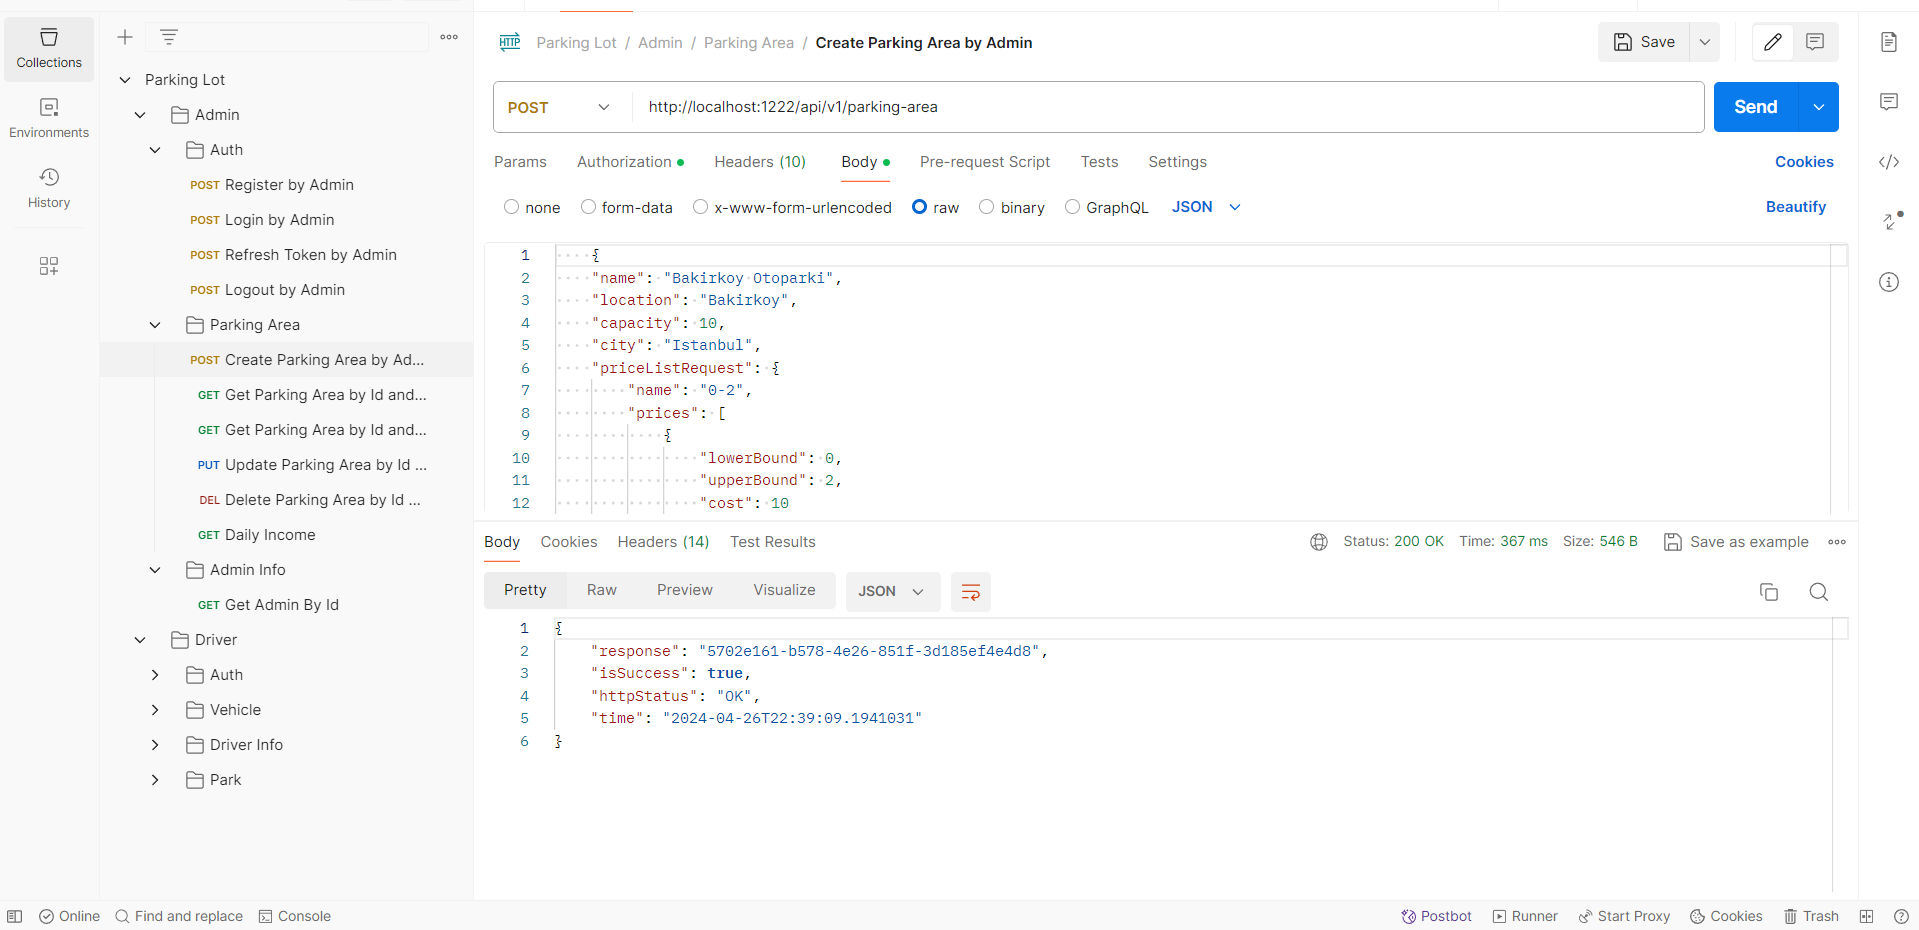 Collections
Environments
History
Parking Lot
Admin
Auth
POST Register by Admin
POST Login by Admin
POST Refresh Token by Admin
POST Logout by Admin
Parking Area
POST Create Parking Area by Ad...
GET Get Parking Area by Id and...
GET Get Parking Area by Id and...
PUT Update Parking Area by Id ...
DEL Delete Parking Area by Id ...
GET Daily Income
Admin Info
GET Get Admin By Id
Driver
Auth
Vehicle
Driver Info
Park
HTTP Parking Lot / Admin / Parking Area / Create Parking Area by Admin
Save
POST http://localhost:1222/api/v1/parking-area
Send
Params Authorization Headers (10) Body Pre-request Script Tests Settings Cookies
none form-data x-www-form-urlencoded raw binary GraphQL JSON Beautify
1 {
2 "name": "Bakirkoy Otoparki",
3 "location": "Bakirkoy",
4 "capacity": 10,
5 "city": "Istanbul",
6 "priceListRequest": {
7 "name": "0-2",
8 "prices": [
9 {
10 "lowerBound": 0,
11 "upperBound": 2,
12 "cost": 10
Body Cookies Headers (14) Test Results Status: 200 OK Time: 367 ms Size: 546 B Save as example
Pretty Raw Preview Visualize JSON
1 {
2 "response": "5702e161-b578-4e26-851f-3d185ef4e4d8",
3 "isSuccess": true,
4 "httpStatus": "OK",
5 "time": "2024-04-26T22:39:09.1941031"
6 }
Online Find and replace Console Postbot Runner Start Proxy Cookies Trash